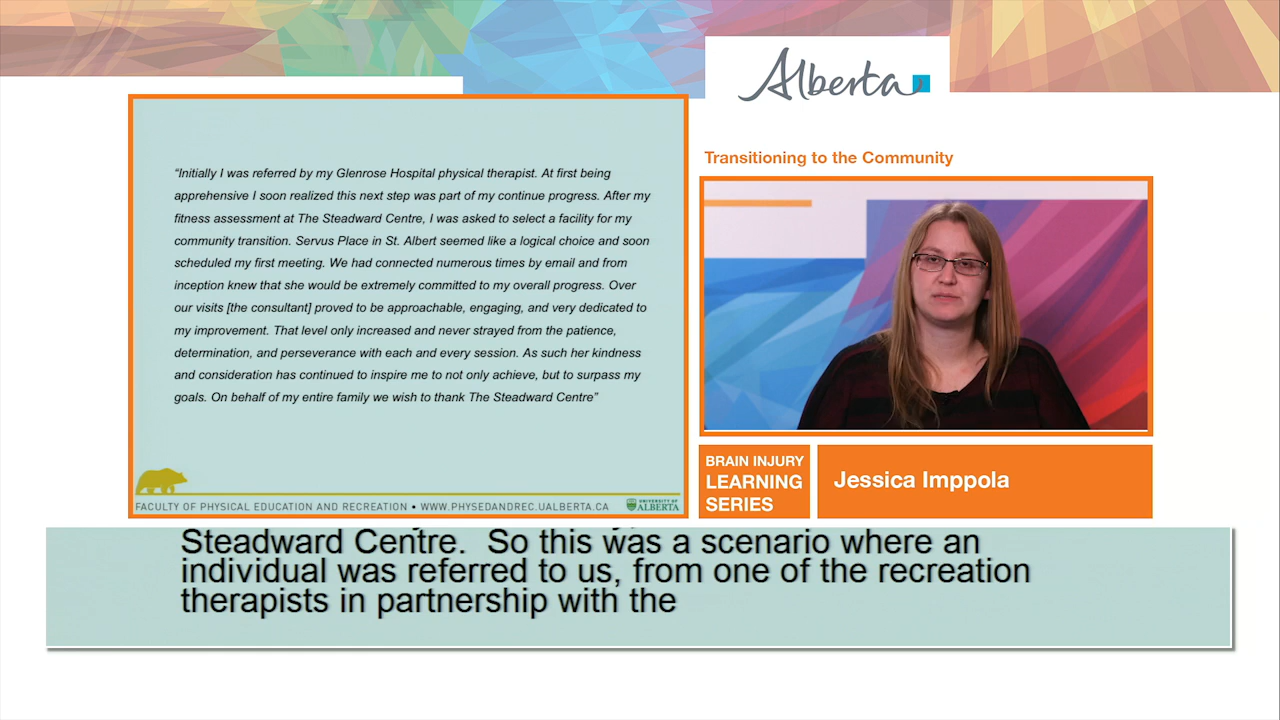 Alberta
“Initially I was referred by my Glenrose Hospital physical therapist. At first being
apprehensive I soon realized this next step was part of my continue progress. After my
fitness assessment at The Steadward Centre, I was asked to select a facility for my
community transition. Servus Place in St. Albert seemed like a logical choice and soon
scheduled my first meeting. We had connected numerous times by email and from
inception knew that she would be extremely committed to my overall progress. Over
our visits [the consultant] proved to be approachable, engaging, and very dedicated to
my improvement. That level only increased and never strayed from the patience,
determination, and perseverance with each and every session. As such her kindness
and consideration has continued to inspire me to not only achieve, but to surpass my
goals. On behalf of my entire family we wish to thank The Steadward Centre”
FACULTY OF PHYSICAL EDUCATION AND RECREATION • WWW.PHYSEDANDREC.UALBERTA.CA
UNIVERSITY OF
ALBERTA
Transitioning to the Community
BRAIN INJURY
LEARNING
SERIES
Jessica Imppola
Steadward Centre. So this was a scenario where an
individual was referred to us, from one of the recreation
therapists in partnership with the